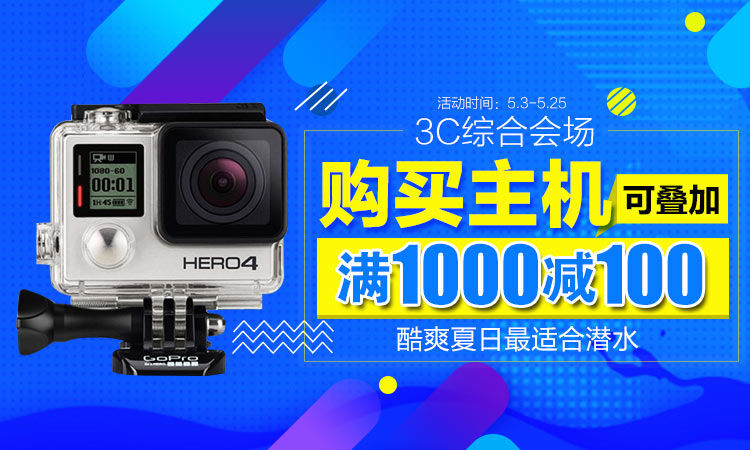 活动时间：5.3-5.25
3C综合会场
购买主机 可叠加
满1000减100
酷爽夏日最适合潜水
1080-60
00:01
1H:45
HERO4
GoPro